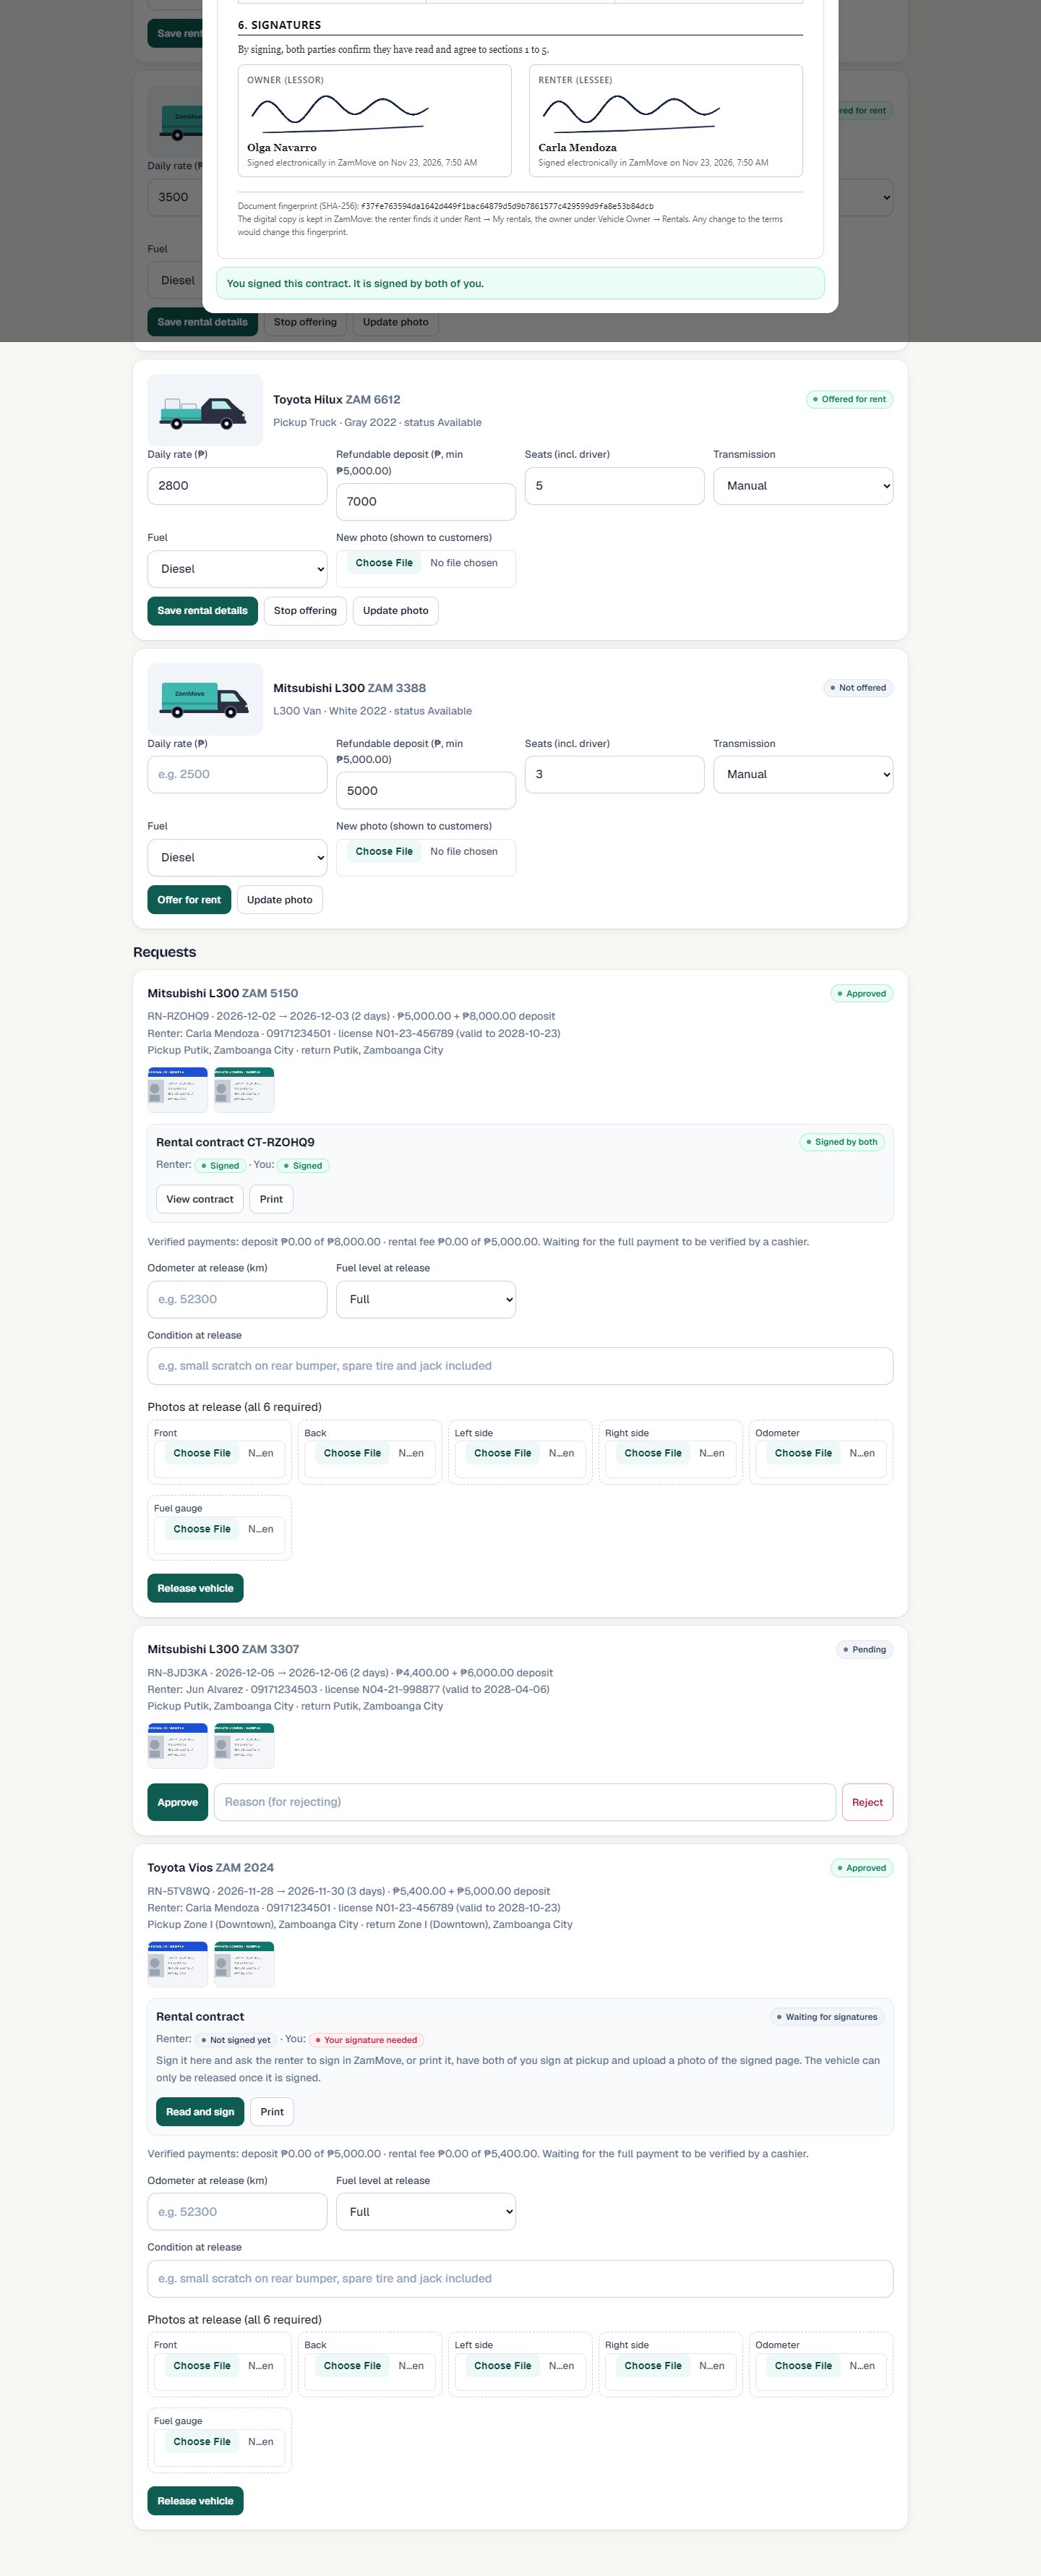 Save rent
6. SIGNATURES
By signing, both parties confirm they have read and agree to sections 1 to 5.
OWNER (LESSOR)
Olga Navarro
Signed electronically in ZamMove on Nov 23, 2026, 7:50 AM
RENTER (LESSEE)
Carla Mendoza
Signed electronically in ZamMove on Nov 23, 2026, 7:50 AM
Document fingerprint (SHA-256): f37fe763594da1642d449f1bac64879d5d9b7861577c429599d9fa8e53b84dcb
The digital copy is kept in ZamMove: the renter finds it under Rent → My rentals, the owner under Vehicle Owner → Rentals. Any change to the terms
would change this fingerprint.
You signed this contract. It is signed by both of you.
ZamMove
red for rent
Daily rate (₱
3500
Fuel
Diesel
Save rental details Stop offering Update photo
Toyota Hilux ZAM 6612
Offered for rent
Pickup Truck · Gray 2022 · status Available
Daily rate (₱) Refundable deposit (₱, min Seats (incl. driver) Transmission
₱5,000.00)
2800 7000 5 Manual
Fuel New photo (shown to customers)
Diesel Choose File No file chosen
Save rental details Stop offering Update photo
ZamMove
Mitsubishi L300 ZAM 3388
Not offered
L300 Van · White 2022 · status Available
Daily rate (₱) Refundable deposit (₱, min Seats (incl. driver) Transmission
₱5,000.00)
e.g. 2500 5000 3 Manual
Fuel New photo (shown to customers)
Diesel Choose File No file chosen
Offer for rent Update photo
Requests
Mitsubishi L300 ZAM 5150
Approved
RN-RZOHQ9 · 2026-12-02 → 2026-12-03 (2 days) · ₱5,000.00 + ₱8,000.00 deposit
Renter: Carla Mendoza · 09171234501 · license N01-23-456789 (valid to 2028-10-23)
Pickup Putik, Zamboanga City · return Putik, Zamboanga City
Rental contract CT-RZOHQ9
Signed by both
Renter: Signed · You: Signed
View contract Print
Verified payments: deposit ₱0.00 of ₱8,000.00 · rental fee ₱0.00 of ₱5,000.00. Waiting for the full payment to be verified by a cashier.
Odometer at release (km) Fuel level at release
e.g. 52300 Full
Condition at release
e.g. small scratch on rear bumper, spare tire and jack included
Photos at release (all 6 required)
Front Back Left side Right side Odometer
Choose File N...en Choose File N...en Choose File N...en Choose File N...en Choose File N...en
Fuel gauge
Choose File N...en
Release vehicle
Mitsubishi L300 ZAM 3307
Pending
RN-8JD3KA · 2026-12-05 → 2026-12-06 (2 days) · ₱4,400.00 + ₱6,000.00 deposit
Renter: Jun Alvarez · 09171234503 · license N04-21-998877 (valid to 2028-04-06)
Pickup Putik, Zamboanga City · return Putik, Zamboanga City
Approve Reason (for rejecting) Reject
Toyota Vios ZAM 2024
Approved
RN-5TV8WQ · 2026-11-28 → 2026-11-30 (3 days) · ₱5,400.00 + ₱5,000.00 deposit
Renter: Carla Mendoza · 09171234501 · license N01-23-456789 (valid to 2028-10-23)
Pickup Zone I (Downtown), Zamboanga City · return Zone I (Downtown), Zamboanga City
Rental contract
Waiting for signatures
Renter: Not signed yet · You: Your signature needed
Sign it here and ask the renter to sign in ZamMove, or print it, have both of you sign at pickup and upload a photo of the signed page. The vehicle can
only be released once it is signed.
Read and sign Print
Verified payments: deposit ₱0.00 of ₱5,000.00 · rental fee ₱0.00 of ₱5,400.00. Waiting for the full payment to be verified by a cashier.
Odometer at release (km) Fuel level at release
e.g. 52300 Full
Condition at release
e.g. small scratch on rear bumper, spare tire and jack included
Photos at release (all 6 required)
Front Back Left side Right side Odometer
Choose File N...en Choose File N...en Choose File N...en Choose File N...en Choose File N...en
Fuel gauge
Choose File N...en
Release vehicle